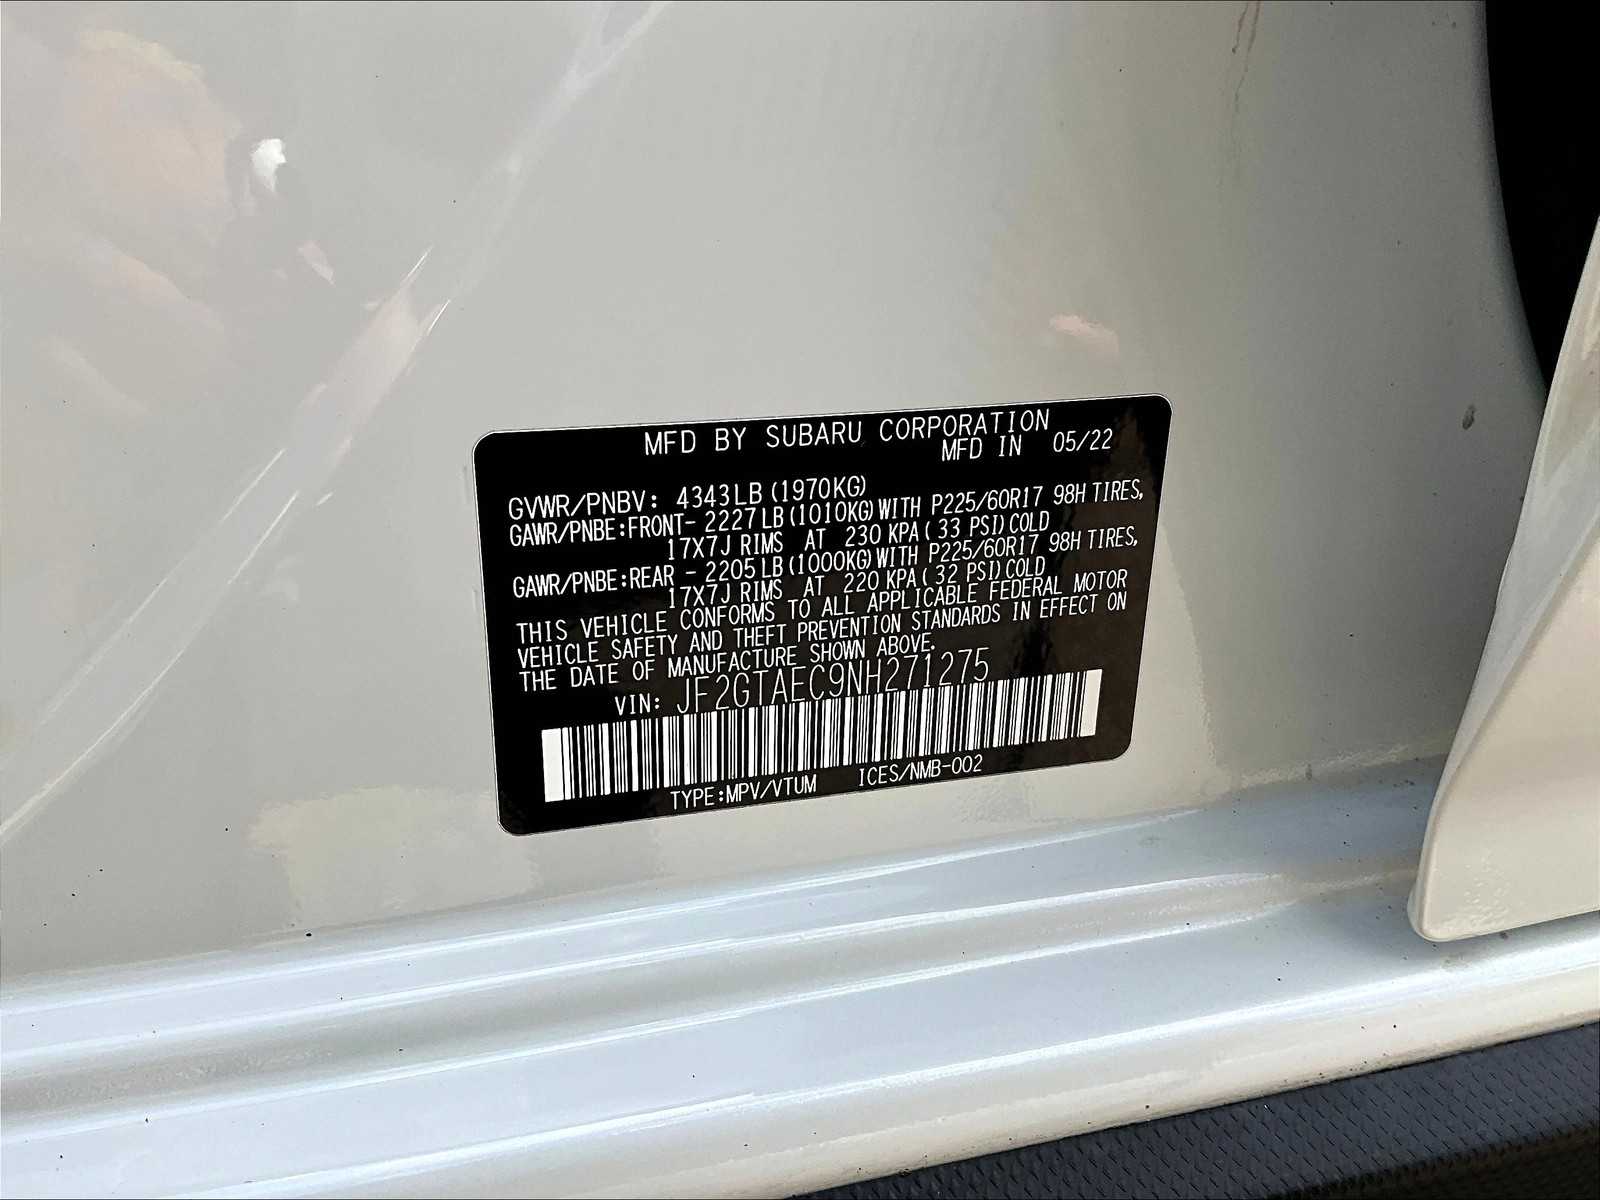 MFD BY SUBARU CORPORATION
MFD IN 05/22
GVWR/PNBV: 4343LB(1970KG)
GAWR/PNBE:FRONT- 2227LB(1010KG)WITH P225/60R17 98H TIRES,
17X7J RIMS AT 230 KPA( 33 PSI)COLD
GAWR/PNBE:REAR - 2205LB(1000KG)WITH P225/60R17 98H TIRES,
17X7J RIMS AT 220 KPA( 32 PSI)COLD
THIS VEHICLE CONFORMS TO ALL APPLICABLE FEDERAL MOTOR
VEHICLE SAFETY AND THEFT PREVENTION STANDARDS IN EFFECT ON
THE DATE OF MANUFACTURE SHOWN ABOVE.
VIN: JF2GTAEC9NH271275
TYPE:MPV/VTUM ICES/NMB-002